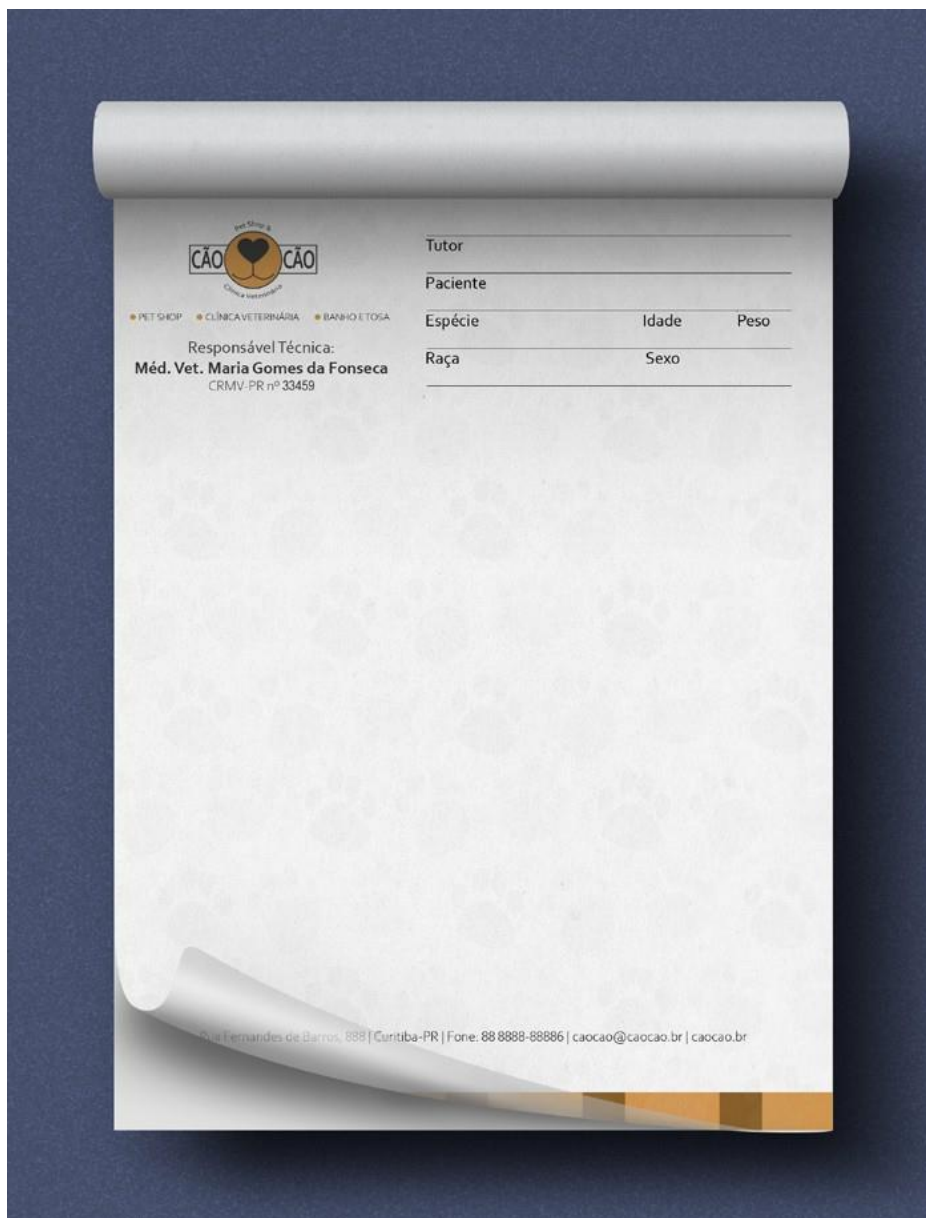 Pet Shop &
CÃO CÃO
Clínica Veterinária
PET SHOP CLÍNICA VETERINÁRIA BANHO E TOSA
Responsável Técnica:
Méd. Vet. Maria Gomes da Fonseca
CRMV-PR nº 33459
Tutor
Paciente
Espécie Idade Peso
Raça Sexo
Rua Fernandes de Barros, 888 | Curitiba-PR | Fone: 88 8888-88886 | caocao@caocao.br | caocao.br